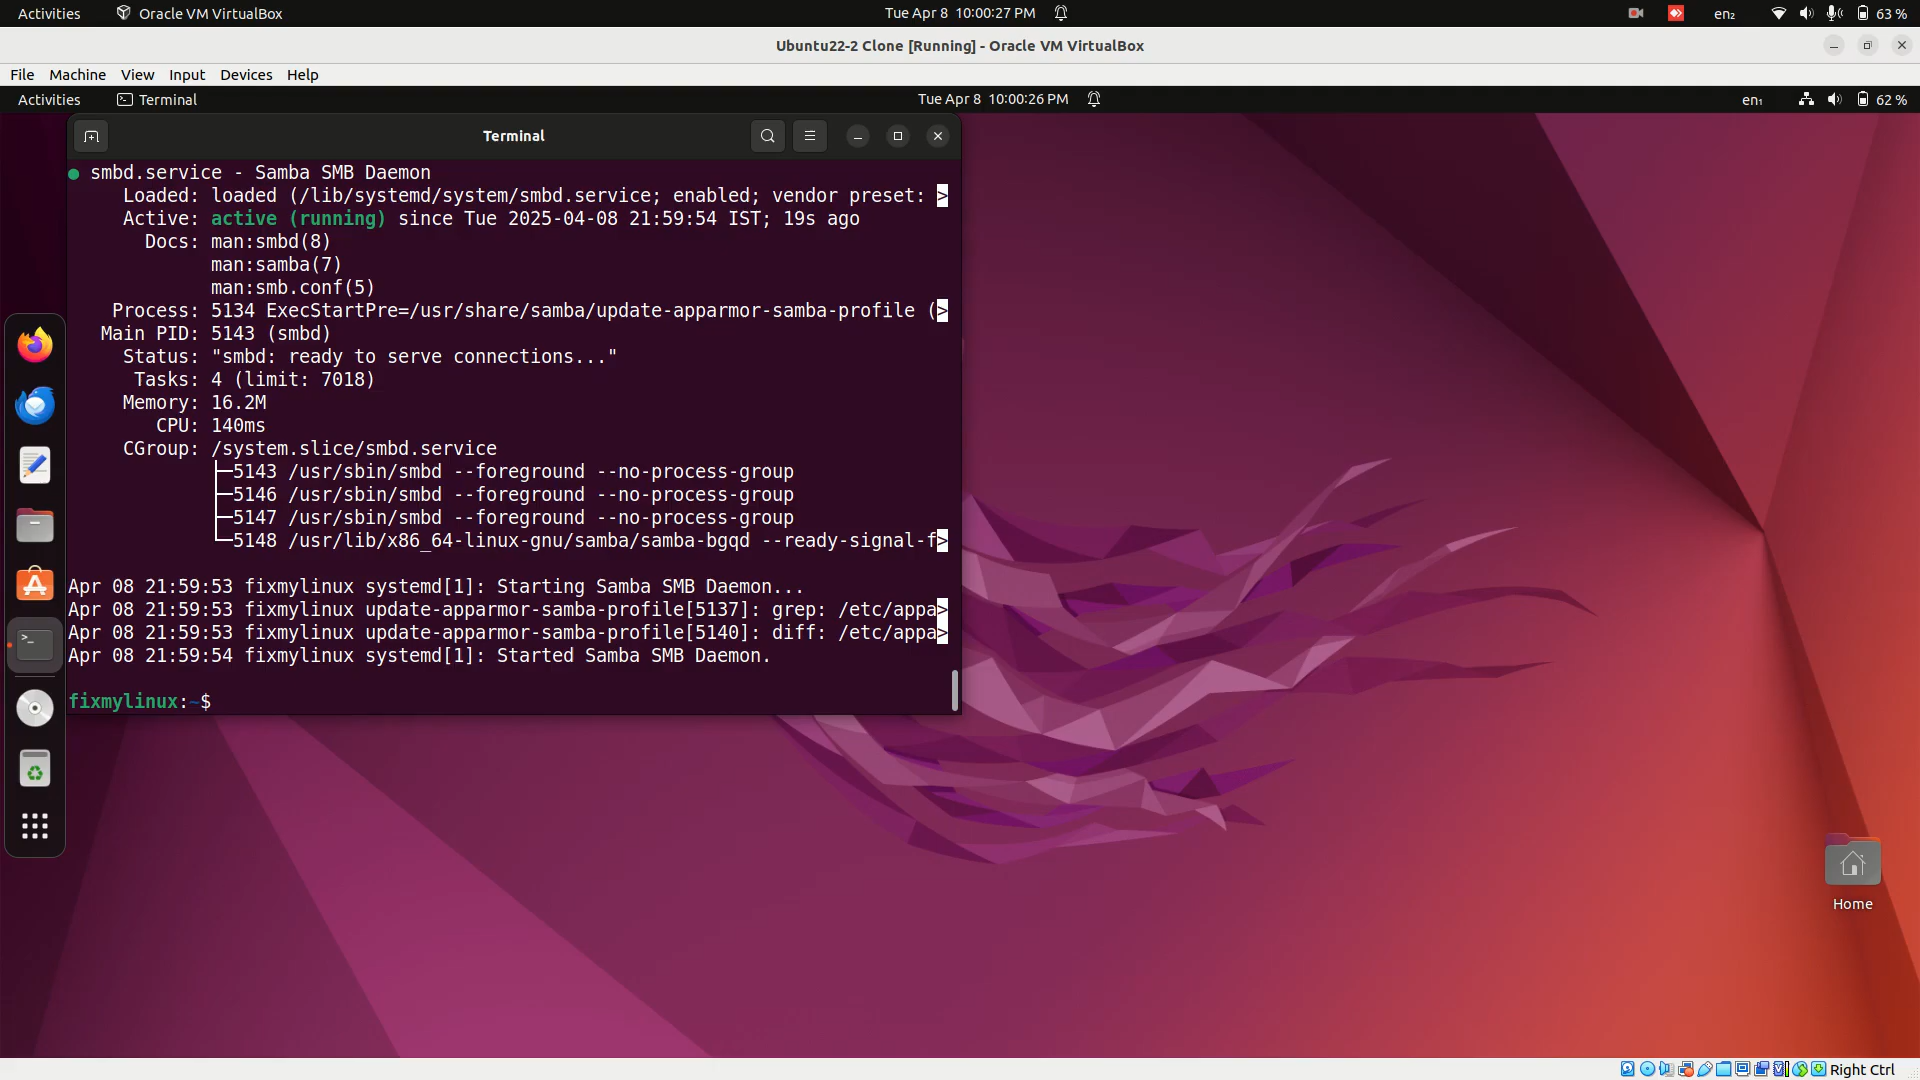 Activities Oracle VM VirtualBox Tue Apr 8 10:00:27 PM en2 63 %
Ubuntu22-2 Clone [Running] - Oracle VM VirtualBox
File Machine View Input Devices Help
Activities Terminal Tue Apr 8 10:00:26 PM en1 62 %
Terminal
● smbd.service - Samba SMB Daemon
Loaded: loaded (/lib/systemd/system/smbd.service; enabled; vendor preset: >
Active: active (running) since Tue 2025-04-08 21:59:54 IST; 19s ago
Docs: man:smbd(8)
man:samba(7)
man:smb.conf(5)
Process: 5134 ExecStartPre=/usr/share/samba/update-apparmor-samba-profile (>
Main PID: 5143 (smbd)
Status: "smbd: ready to serve connections..."
Tasks: 4 (limit: 7018)
Memory: 16.2M
CPU: 140ms
CGroup: /system.slice/smbd.service
├─5143 /usr/sbin/smbd --foreground --no-process-group
├─5146 /usr/sbin/smbd --foreground --no-process-group
├─5147 /usr/sbin/smbd --foreground --no-process-group
└─5148 /usr/lib/x86_64-linux-gnu/samba/samba-bgqd --ready-signal-f>
Apr 08 21:59:53 fixmylinux systemd[1]: Starting Samba SMB Daemon...
Apr 08 21:59:53 fixmylinux update-apparmor-samba-profile[5137]: grep: /etc/appa>
Apr 08 21:59:53 fixmylinux update-apparmor-samba-profile[5140]: diff: /etc/appa>
Apr 08 21:59:54 fixmylinux systemd[1]: Started Samba SMB Daemon.
fixmylinux:~$
Home
Right Ctrl